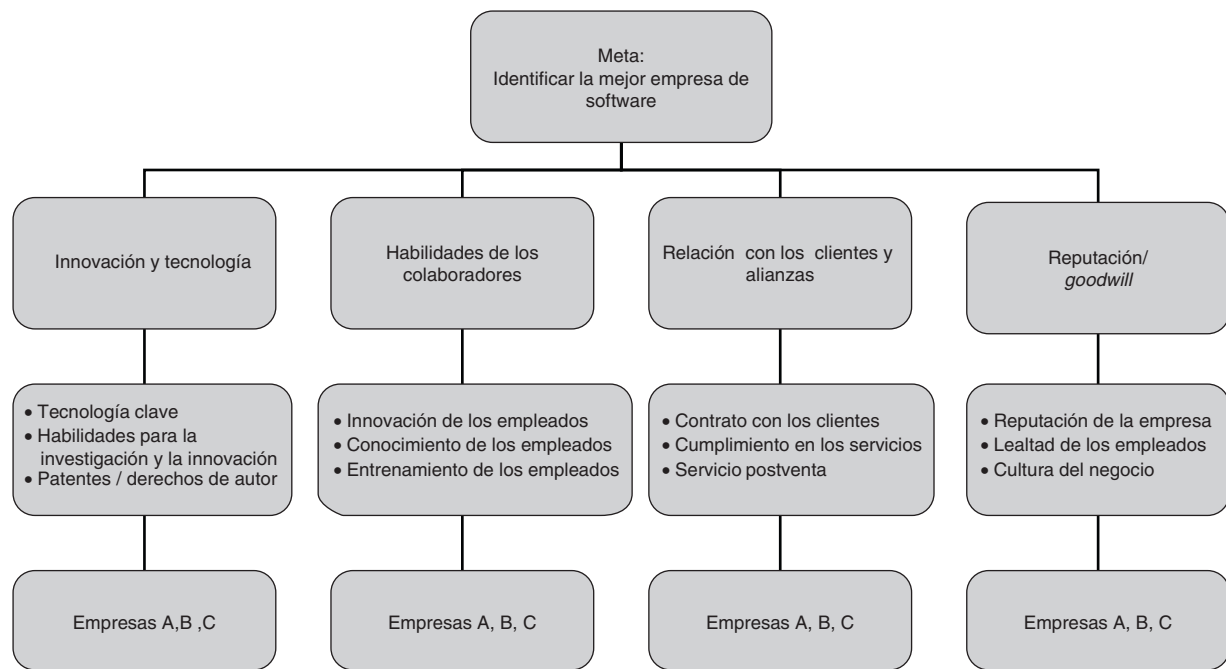 Meta:
Identificar la mejor empresa de
software
Innovación y tecnología
Habilidades de los
colaboradores
Relación con los clientes y
alianzas
Reputación/
goodwill
• Tecnología clave
• Habilidades para la
investigación y la innovación
• Patentes / derechos de autor
• Innovación de los empleados
• Conocimiento de los empleados
• Entrenamiento de los empleados
• Contrato con los clientes
• Cumplimiento en los servicios
• Servicio postventa
• Reputación de la empresa
• Lealtad de los empleados
• Cultura del negocio
Empresas A,B ,C
Empresas A, B, C
Empresas A, B, C
Empresas A, B, C